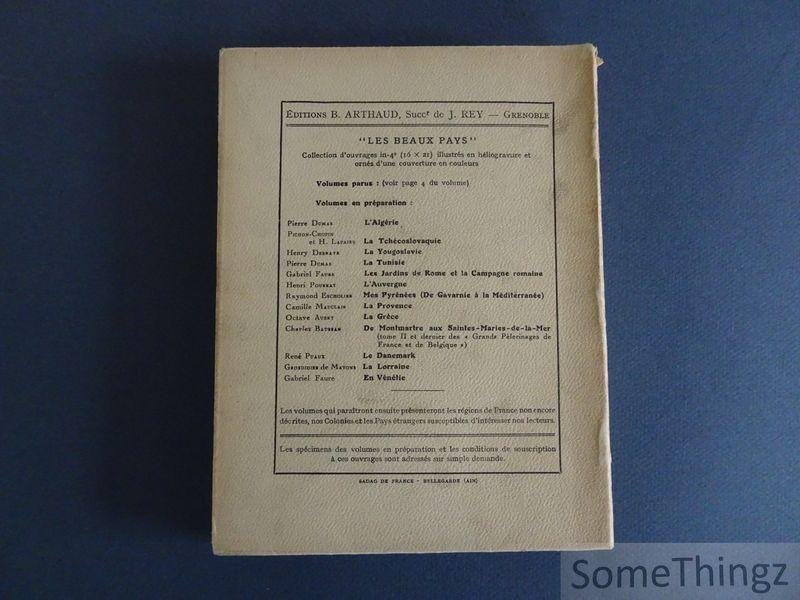 ÉDITIONS B. ARTHAUD, Succr de J. REY — GRENOBLE
"LES BEAUX PAYS"
Collection d'ouvrages in-4º (16 × 21) illustrés en héliogravure et
ornés d'une couverture en couleurs
Volumes parus : (voir page 4 du volume)
Volumes en préparation :
Pierre DUMAS L'Algérie
PICHON-CHOPIN
et H. LAFAIRE La Tchécoslovaquie
Henry DEBRAYE La Yougoslavie
Pierre DUMAS La Tunisie
Gabriel FAURE Les Jardins de Rome et la Campagne romaine
Henri POURRAT L'Auvergne
Raymond ESCHOLIER Mes Pyrénées (De Gavarnie à la Méditerranée)
Camille MAUCLAIR La Provence
Octave AUBRY La Grèce
Charles BAUSSAN De Montmartre aux Saintes-Maries-de-la-Mer
(tome II et dernier des « Grands Pèlerinages de
France et de Belgique »)
René PUAUX Le Danemark
GROSDIDIER DE MATONS La Lorraine
Gabriel FAURE En Vénétie
Les volumes qui paraîtront ensuite présenteront les régions de France non encore
décrites, nos Colonies et les Pays étrangers susceptibles d'intéresser nos lecteurs.
Les spécimens des volumes en préparation et les conditions de souscription
à ces ouvrages sont adressés sur simple demande.
SADAG DE FRANCE - BELLEGARDE (AIN)
SomeThingz